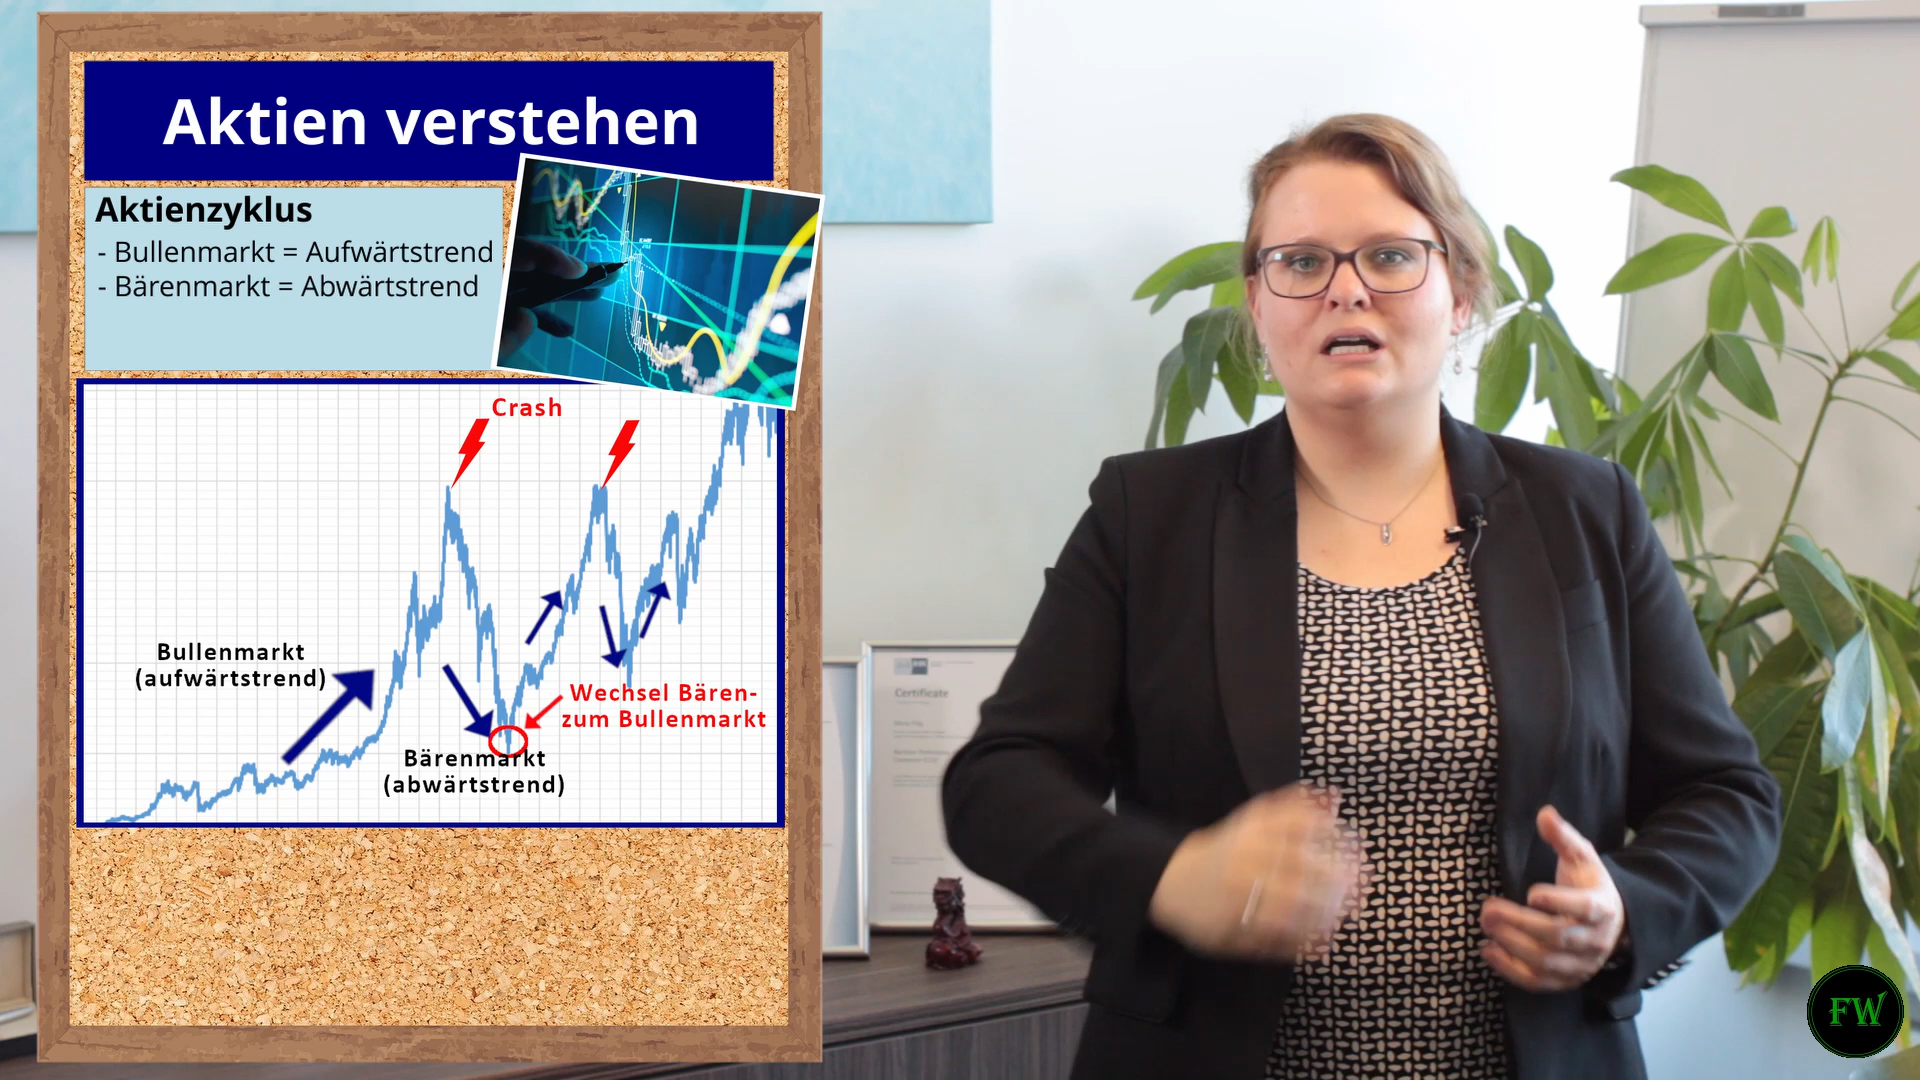 Aktien verstehen
Aktienzyklus
- Bullenmarkt = Aufwärtstrend
- Bärenmarkt = Abwärtstrend
Crash
Bullenmarkt
(aufwärtstrend)
Wechsel Bären-
zum Bullenmarkt
Bärenmarkt
(abwärtstrend)
Certificate
FW